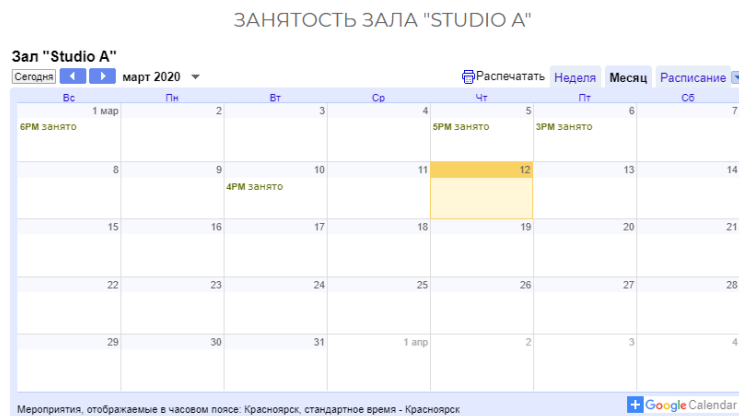 ЗАНЯТОСТЬ ЗАЛА "STUDIO A"
Зал "Studio A"
Сегодня март 2020 Распечатать Неделя Месяц Расписание
Вс Пн Вт Ср Чт Пт Сб
1 мар 2 3 4 5 6 7
6PM занято 5PM занято 3PM занято
8 9 10 11 12 13 14
4PM занято
15 16 17 18 19 20 21
22 23 24 25 26 27 28
29 30 31 1 апр 2 3 4
Мероприятия, отображаемые в часовом поясе: Красноярск, стандартное время - Красноярск
Google Calendar